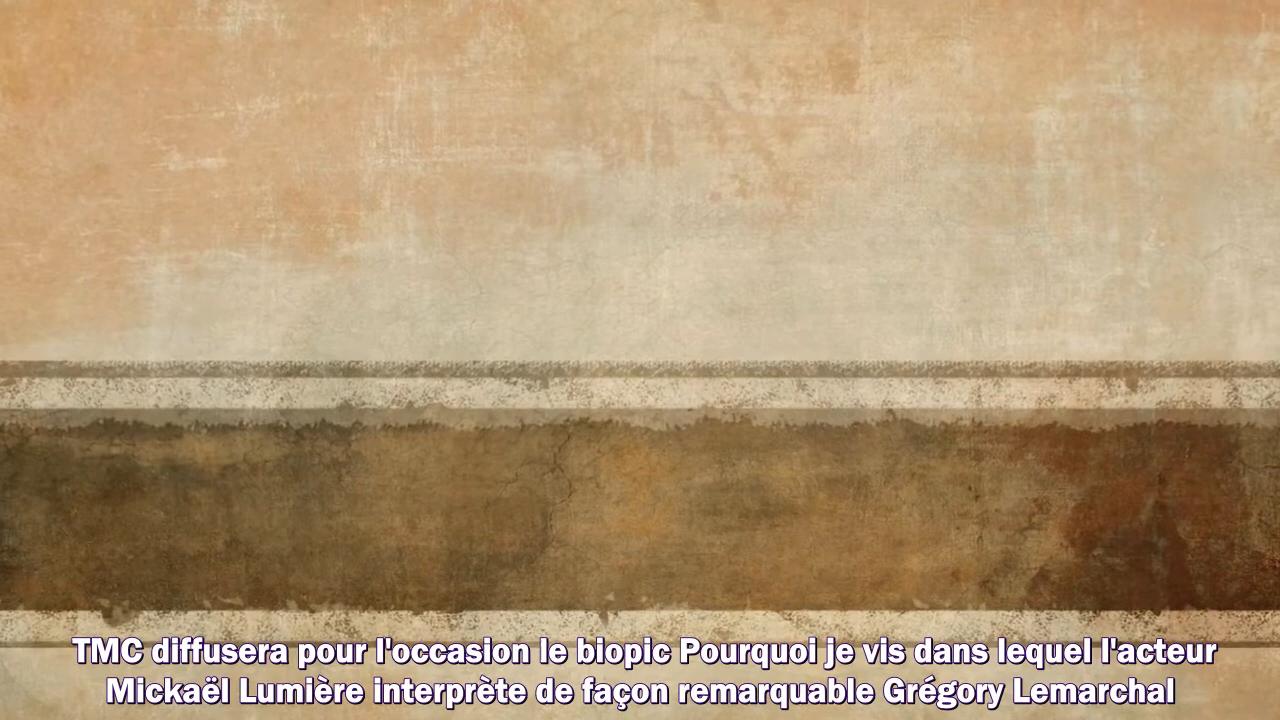 TMC diffusera pour l'occasion le biopic Pourquoi je vis dans lequel l'acteur
Mickaël Lumière interprète de façon remarquable Grégory Lemarchal